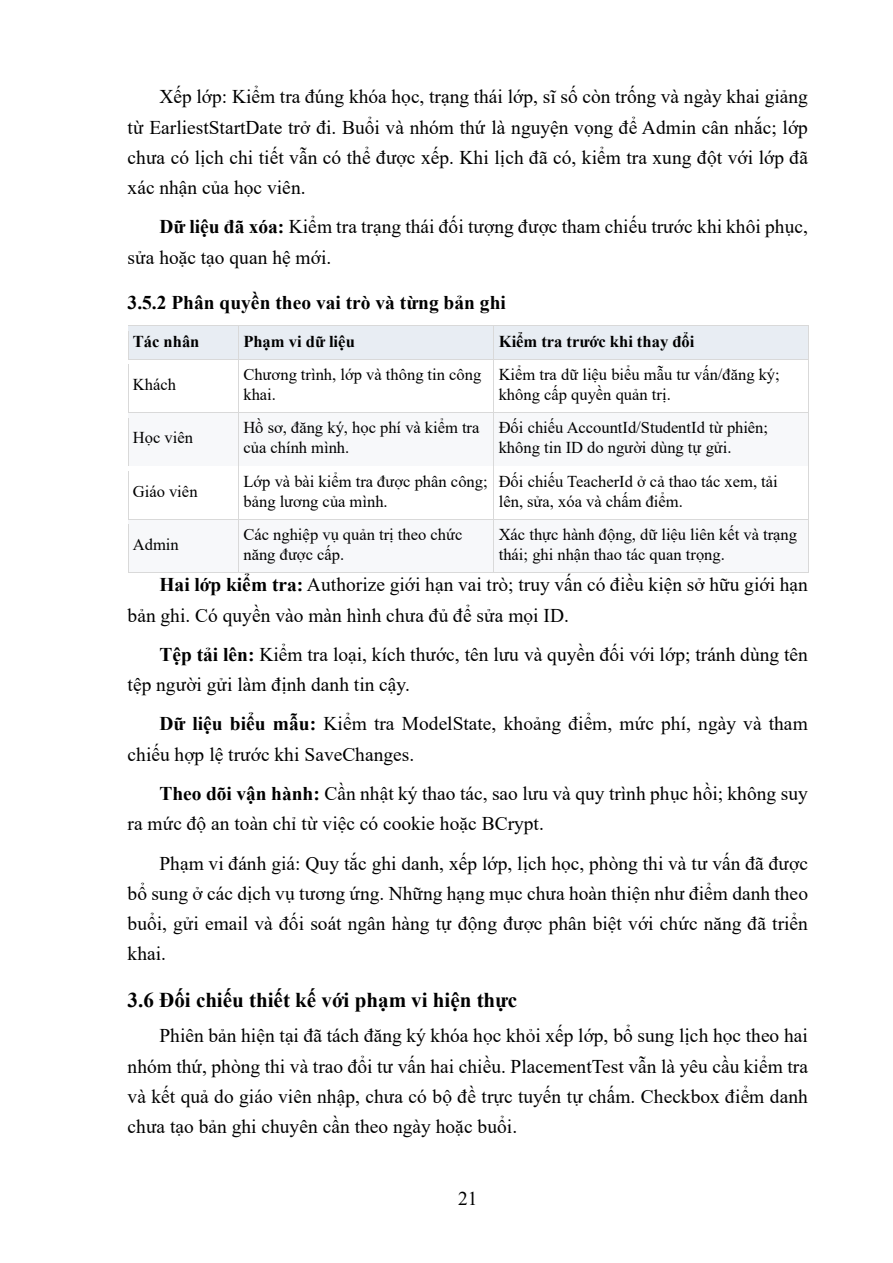 Xếp lớp: Kiểm tra đúng khóa học, trạng thái lớp, sĩ số còn trống và ngày khai giảng
từ EarliestStartDate trở đi. Buổi và nhóm thứ là nguyện vọng để Admin cân nhắc; lớp
chưa có lịch chi tiết vẫn có thể được xếp. Khi lịch đã có, kiểm tra xung đột với lớp đã
xác nhận của học viên.
Dữ liệu đã xóa: Kiểm tra trạng thái đối tượng được tham chiếu trước khi khôi phục,
sửa hoặc tạo quan hệ mới.
3.5.2 Phân quyền theo vai trò và từng bản ghi
Tác nhân Phạm vi dữ liệu Kiểm tra trước khi thay đổi
Khách Chương trình, lớp và thông tin công Kiểm tra dữ liệu biểu mẫu tư vấn/đăng ký;
khai. không cấp quyền quản trị.
Học viên Hồ sơ, đăng ký, học phí và kiểm tra Đối chiếu AccountId/StudentId từ phiên;
của chính mình. không tin ID do người dùng tự gửi.
Giáo viên Lớp và bài kiểm tra được phân công; Đối chiếu TeacherId ở cả thao tác xem, tải
bảng lương của mình. lên, sửa, xóa và chấm điểm.
Admin Các nghiệp vụ quản trị theo chức Xác thực hành động, dữ liệu liên kết và trạng
năng được cấp. thái; ghi nhận thao tác quan trọng.
Hai lớp kiểm tra: Authorize giới hạn vai trò; truy vấn có điều kiện sở hữu giới hạn
bản ghi. Có quyền vào màn hình chưa đủ để sửa mọi ID.
Tệp tải lên: Kiểm tra loại, kích thước, tên lưu và quyền đối với lớp; tránh dùng tên
tệp người gửi làm định danh tin cậy.
Dữ liệu biểu mẫu: Kiểm tra ModelState, khoảng điểm, mức phí, ngày và tham
chiếu hợp lệ trước khi SaveChanges.
Theo dõi vận hành: Cần nhật ký thao tác, sao lưu và quy trình phục hồi; không suy
ra mức độ an toàn chỉ từ việc có cookie hoặc BCrypt.
Phạm vi đánh giá: Quy tắc ghi danh, xếp lớp, lịch học, phòng thi và tư vấn đã được
bổ sung ở các dịch vụ tương ứng. Những hạng mục chưa hoàn thiện như điểm danh theo
buổi, gửi email và đối soát ngân hàng tự động được phân biệt với chức năng đã triển
khai.
3.6 Đối chiếu thiết kế với phạm vi hiện thực
Phiên bản hiện tại đã tách đăng ký khóa học khỏi xếp lớp, bổ sung lịch học theo hai
nhóm thứ, phòng thi và trao đổi tư vấn hai chiều. PlacementTest vẫn là yêu cầu kiểm tra
và kết quả do giáo viên nhập, chưa có bộ đề trực tuyến tự chấm. Checkbox điểm danh
chưa tạo bản ghi chuyên cần theo ngày hoặc buổi.
21